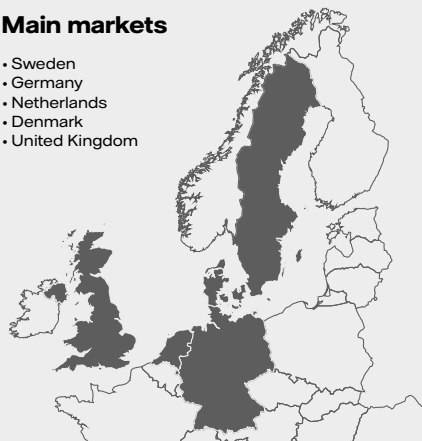 Main markets
• Sweden
• Germany
• Netherlands
• Denmark
• United Kingdom